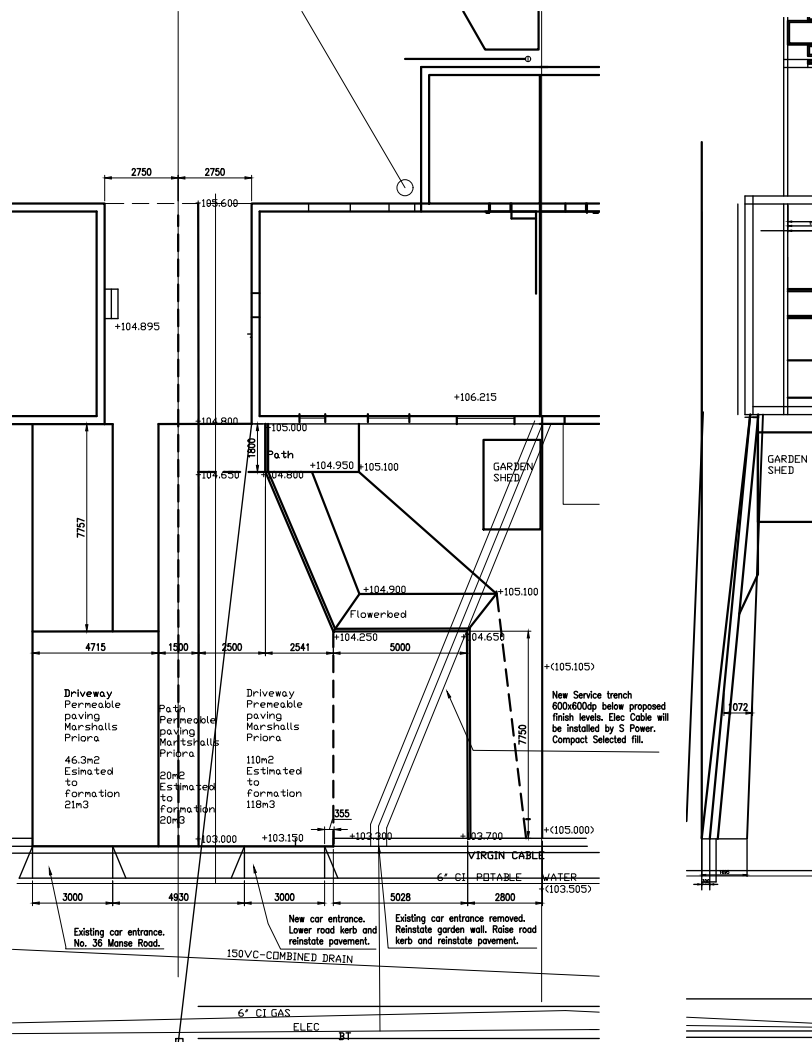 2750
2750
+105.600
+104.895
+106.215
+104.800
+105.000
1800
Path
+104.950
+105.100
+104.650
+104.800
GARDEN
SHED
GARDEN
SHED
7757
+104.900
+105.100
Flowerbed
+104.250
+104.650
4715
1500
2500
2541
5000
+(105.105)
Driveway
Permeable
paving
Marshalls
Priora
46.3m2
Esimated
to
formation
21m3
Path
Permeable
paving
Martshalls
Priora
20m2
Estimated
to
formation
20m3
Driveway
Premeable
paving
Marshalls
Priora
110m2
Estimated
to
formation
118m3
New Service trench
600x600dp below proposed
finish levels. Elec Cable will
be installed by S Power.
Compact Selected fill.
7750
1072
355
+103.000
+103.150
+103.300
+103.700
+(105.000)
VIRGIN CABLE
6" CI POTABLE WATER
+(103.505)
3000
4930
3000
5028
2800
Existing car entrance.
No. 36 Manse Road.
New car entrance.
Lower road kerb and
reinstate pavement.
Existing car entrance removed.
Reinstate garden wall. Raise road
kerb and reinstate pavement.
150VC-COMBINED DRAIN
6" CI GAS
ELEC
BT